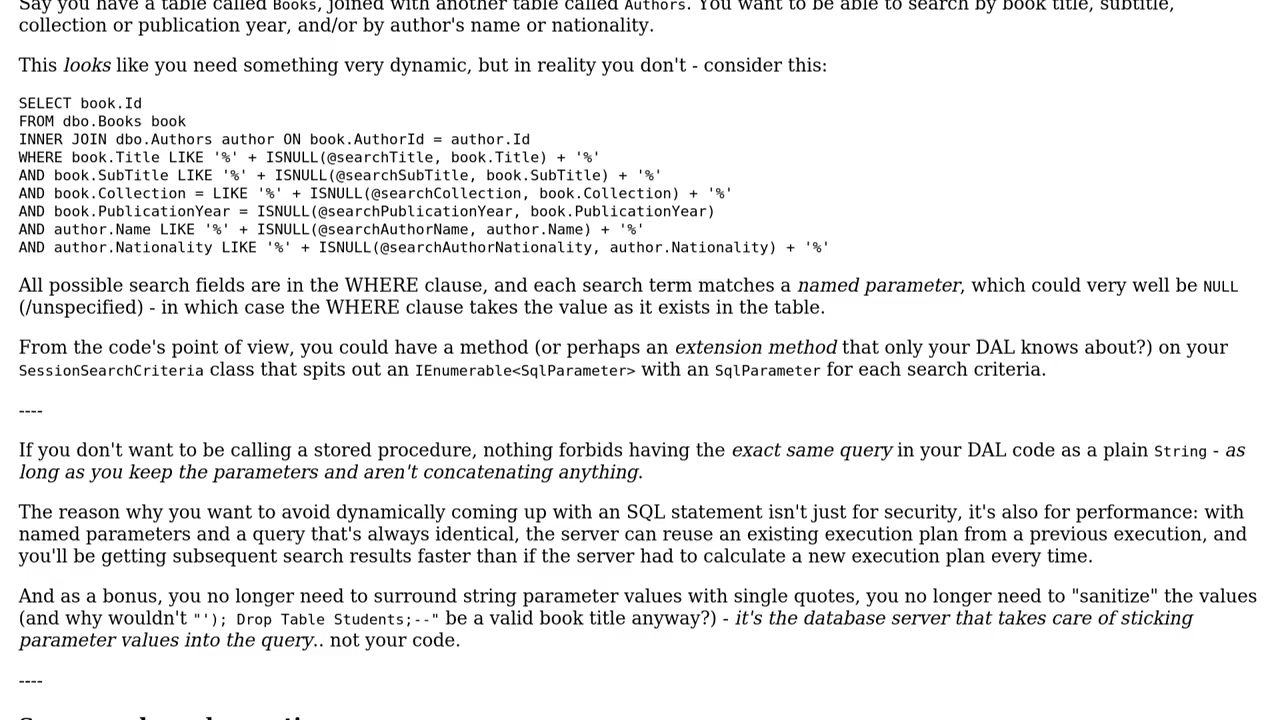 Say you have a table called Books, joined with another table called Authors. You want to be able to search by book title, subtitle,
collection or publication year, and/or by author's name or nationality.
This looks like you need something very dynamic, but in reality you don't - consider this:
SELECT book.Id
FROM dbo.Books book
INNER JOIN dbo.Authors author ON book.AuthorId = author.Id
WHERE book.Title LIKE '%' + ISNULL(@searchTitle, book.Title) + '%'
AND book.SubTitle LIKE '%' + ISNULL(@searchSubTitle, book.SubTitle) + '%'
AND book.Collection = LIKE '%' + ISNULL(@searchCollection, book.Collection) + '%'
AND book.PublicationYear = ISNULL(@searchPublicationYear, book.PublicationYear)
AND author.Name LIKE '%' + ISNULL(@searchAuthorName, author.Name) + '%'
AND author.Nationality LIKE '%' + ISNULL(@searchAuthorNationality, author.Nationality) + '%'
All possible search fields are in the WHERE clause, and each search term matches a named parameter, which could very well be NULL
(/unspecified) - in which case the WHERE clause takes the value as it exists in the table.
From the code's point of view, you could have a method (or perhaps an extension method that only your DAL knows about?) on your
SessionSearchCriteria class that spits out an IEnumerable<SqlParameter> with an SqlParameter for each search criteria.
----
If you don't want to be calling a stored procedure, nothing forbids having the exact same query in your DAL code as a plain String - as
long as you keep the parameters and aren't concatenating anything.
The reason why you want to avoid dynamically coming up with an SQL statement isn't just for security, it's also for performance: with
named parameters and a query that's always identical, the server can reuse an existing execution plan from a previous execution, and
you'll be getting subsequent search results faster than if the server had to calculate a new execution plan every time.
And as a bonus, you no longer need to surround string parameter values with single quotes, you no longer need to "sanitize" the values
(and why wouldn't "'); Drop Table Students;--" be a valid book title anyway?) - it's the database server that takes care of sticking
parameter values into the query.. not your code.
----